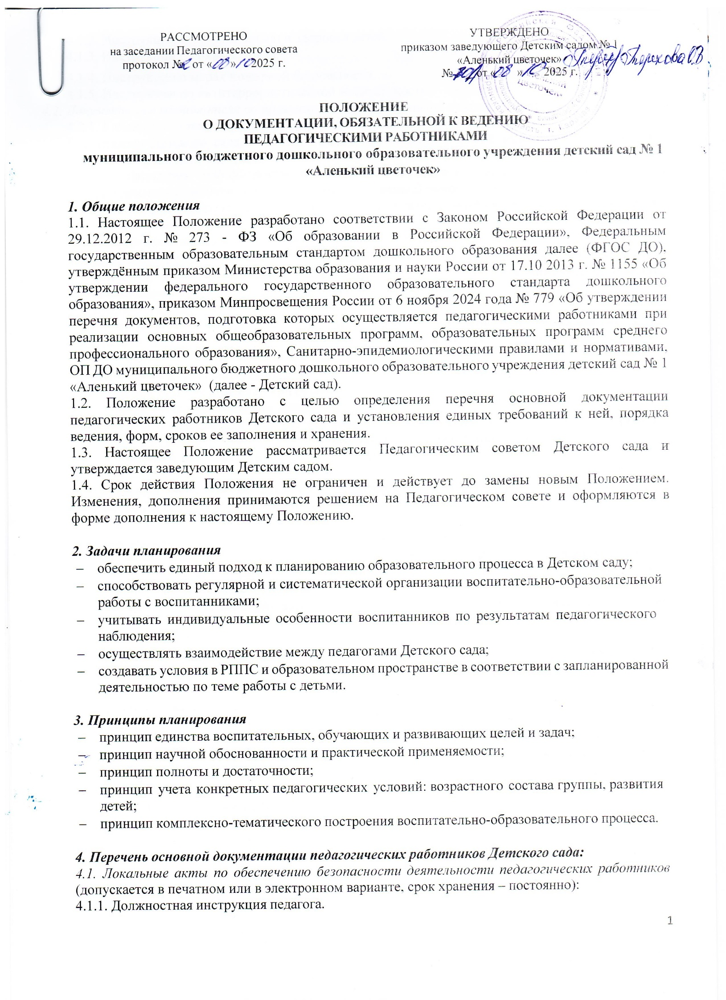 РАССМОТРЕНО
на заседании Педагогического совета
протокол №2 от «08» 10 2025 г.
УТВЕРЖДЕНО
приказом заведующего Детским садом № 1
«Аленький цветочек» Терехова О.В.
№ от «08» 10 2025 г.
цветочек»
ПОЛОЖЕНИЕ
О ДОКУМЕНТАЦИИ, ОБЯЗАТЕЛЬНОЙ К ВЕДЕНИЮ
ПЕДАГОГИЧЕСКИМИ РАБОТНИКАМИ
муниципального бюджетного дошкольного образовательного учреждения детский сад № 1
«Аленький цветочек»
1. Общие положения
1.1. Настоящее Положение разработано соответствии с Законом Российской Федерации от
29.12.2012 г. № 273 - ФЗ «Об образовании в Российской Федерации», Федеральным
государственным образовательным стандартом дошкольного образования далее (ФГОС ДО),
утверждённым приказом Министерства образования и науки России от 17.10 2013 г. № 1155 «Об
утверждении федерального государственного образовательного стандарта дошкольного
образования», приказом Минпросвещения России от 6 ноября 2024 года № 779 «Об утверждении
перечня документов, подготовка которых осуществляется педагогическими работниками при
реализации основных общеобразовательных программ, образовательных программ среднего
профессионального образования», Санитарно-эпидемиологическими правилами и нормативами,
ОП ДО муниципального бюджетного дошкольного образовательного учреждения детский сад № 1
«Аленький цветочек» (далее - Детский сад).
1.2. Положение разработано с целью определения перечня основной документации
педагогических работников Детского сада и установления единых требований к ней, порядка
ведения, форм, сроков ее заполнения и хранения.
1.3. Настоящее Положение рассматривается Педагогическим советом Детского сада и
утверждается заведующим Детским садом.
1.4. Срок действия Положения не ограничен и действует до замены новым Положением.
Изменения, дополнения принимаются решением на Педагогическом совете и оформляются в
форме дополнения к настоящему Положению.
2. Задачи планирования
– обеспечить единый подход к планированию образовательного процесса в Детском саду;
– способствовать регулярной и систематической организации воспитательно-образовательной
работы с воспитанниками;
– учитывать индивидуальные особенности воспитанников по результатам педагогического
наблюдения;
– осуществлять взаимодействие между педагогами Детского сада;
– создавать условия в РППС и образовательном пространстве в соответствии с запланированной
деятельностью по теме работы с детьми.
3. Принципы планирования
– принцип единства воспитательных, обучающих и развивающих целей и задач;
– принцип научной обоснованности и практической применяемости;
– принцип полноты и достаточности;
– принцип учета конкретных педагогических условий: возрастного состава группы, развития
детей;
– принцип комплексно-тематического построения воспитательно-образовательного процесса.
4. Перечень основной документации педагогических работников Детского сада:
4.1. Локальные акты по обеспечению безопасности деятельности педагогических работников
(допускается в печатном или в электронном варианте, срок хранения – постоянно):
4.1.1. Должностная инструкция педагога.
1